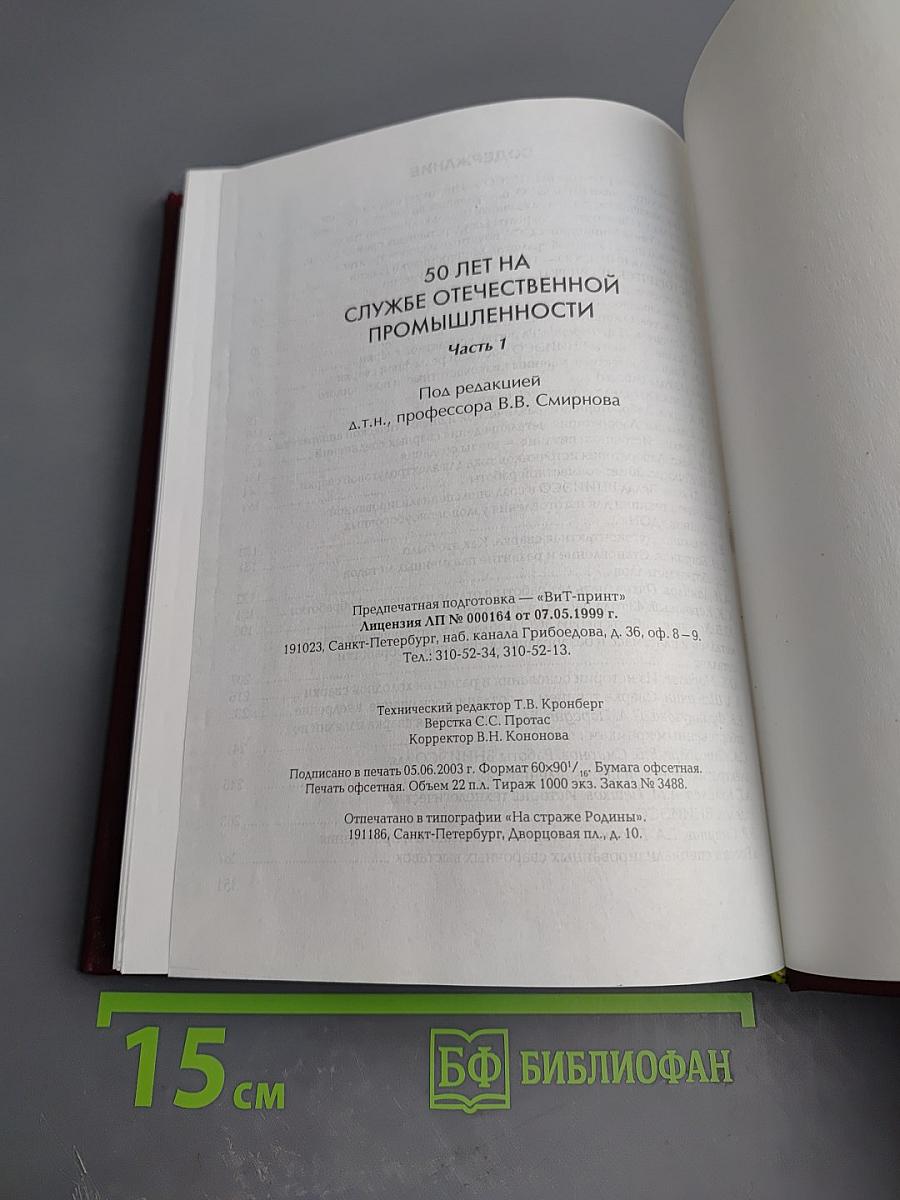 50 ЛЕТ НА
СЛУЖБЕ ОТЕЧЕСТВЕННОЙ
ПРОМЫШЛЕННОСТИ
Часть 1
Под редакцией
д.т.н., профессора В.В. Смирнова
Предпечатная подготовка — «ВиТ-принт»
Лицензия ЛП № 000164 от 07.05.1999 г.
191023, Санкт-Петербург, наб. канала Грибоедова, д. 36, оф. 8–9.
Тел.: 310-52-34, 310-52-13.
Технический редактор Т.В. Кронберг
Верстка С.С. Протас
Корректор В.Н. Кононова
Подписано в печать 05.06.2003 г. Формат 60х90 1/16. Бумага офсетная.
Печать офсетная. Объем 22 п.л. Тираж 1000 экз. Заказ № 3488.
Отпечатано в типографии «На страже Родины».
191186, Санкт-Петербург, Дворцовая пл., д. 10.
15 см
БФ БИБЛИОФАН